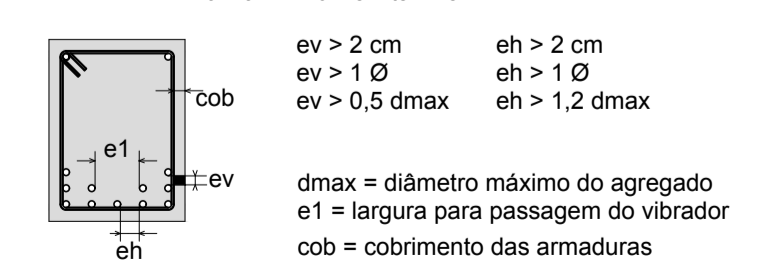 ev > 2 cm eh > 2 cm
ev > 1 Ø eh > 1 Ø
ev > 0,5 dmax eh > 1,2 dmax
cob
e1
ev
eh
dmax = diâmetro máximo do agregado
e1 = largura para passagem do vibrador
cob = cobrimento das armaduras